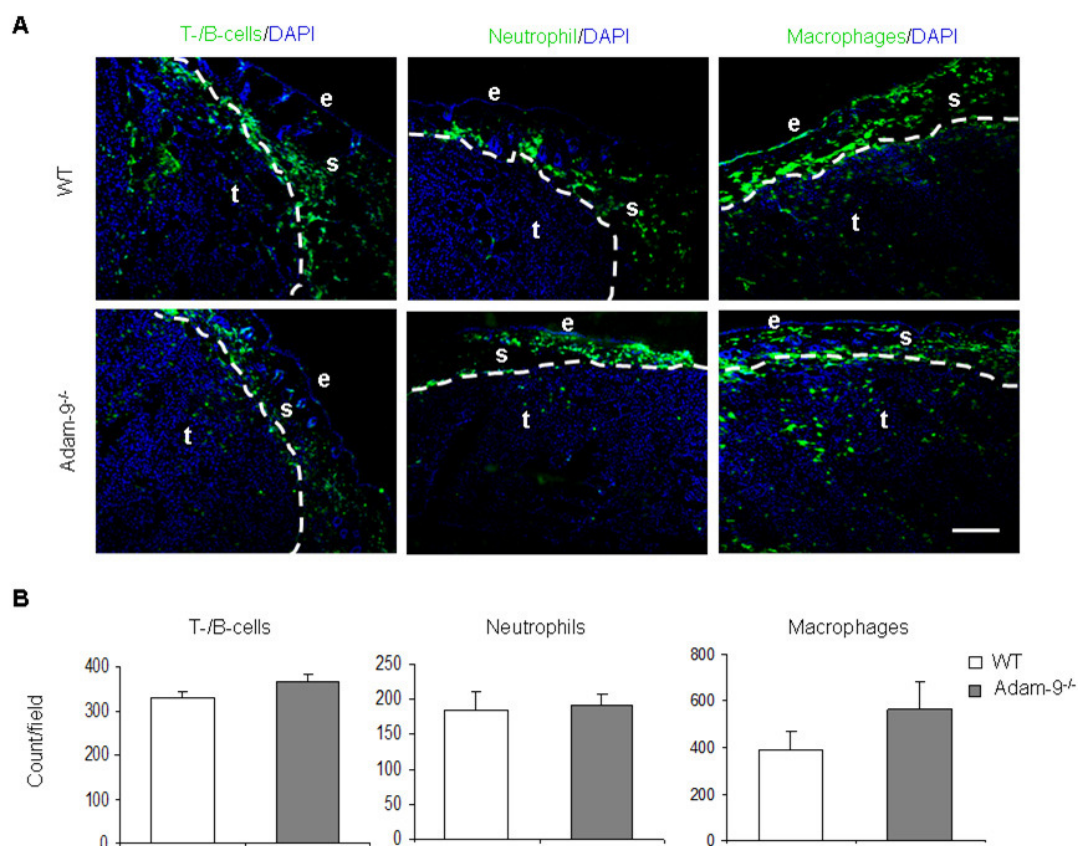 A
T-/B-cells/DAPI
Neutrophil/DAPI
Macrophages/DAPI
WT
e
s
t
e
s
t
e
s
t
Adam-9-/-
e
s
t
e
s
t
e
s
t
B
T-/B-cells
Neutrophils
Macrophages
Count/field
400
300
200
100
0
250
200
150
100
50
0
800
600
400
200
0
WT
Adam-9-/-